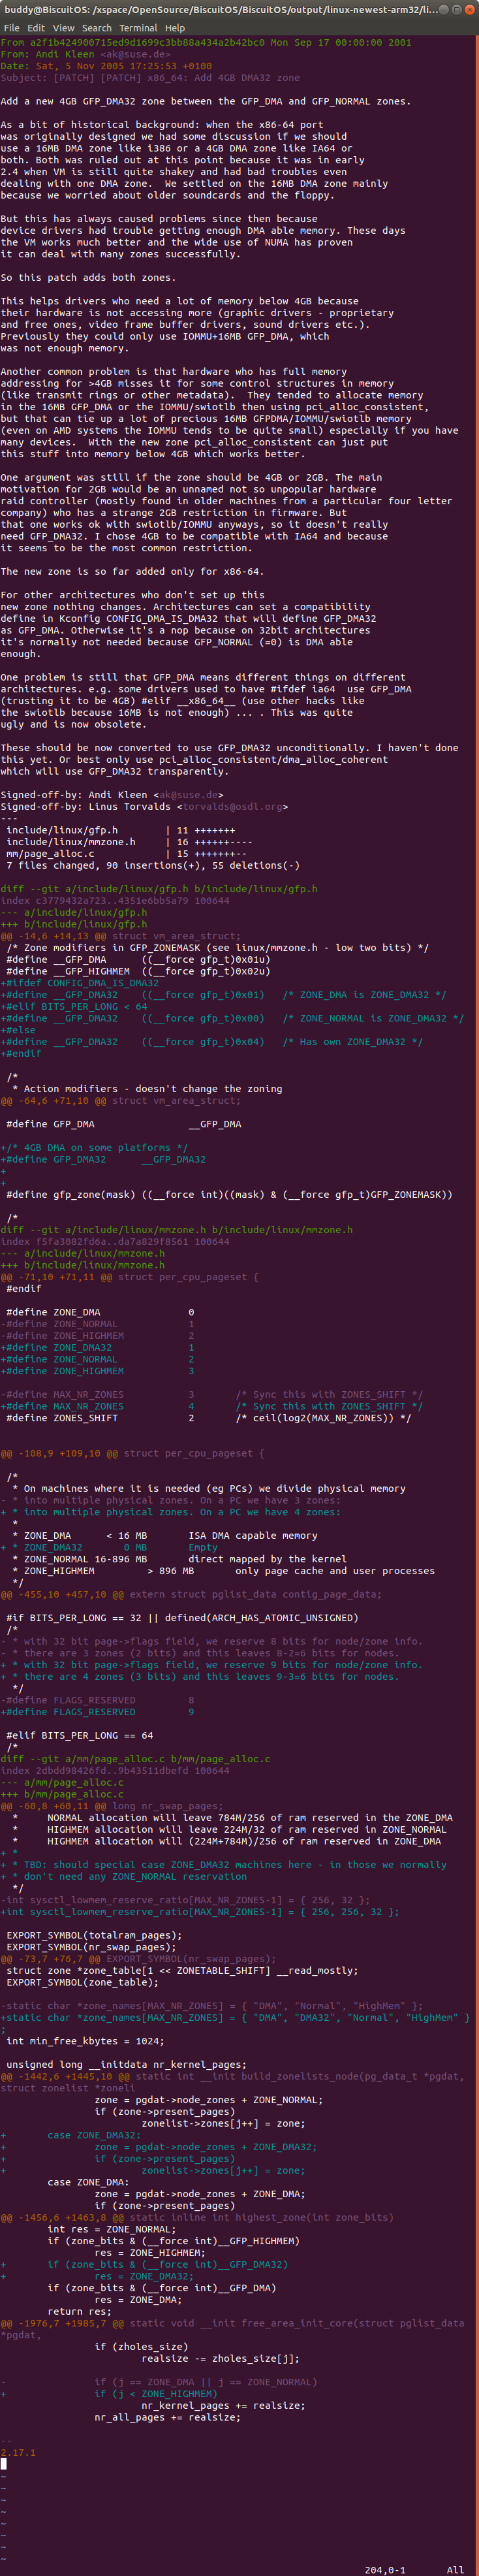 buddy@BiscuitOS: /xspace/OpenSource/BiscuitOS/BiscuitOS/output/linux-newest-arm32/li...
File Edit View Search Terminal Help
From a2f1b424900715ed9d1699c3bb88a434a2b42bc0 Mon Sep 17 00:00:00 2001
From: Andi Kleen <ak@suse.de>
Date: Sat, 5 Nov 2005 17:25:53 +0100
Subject: [PATCH] [PATCH] x86_64: Add 4GB DMA32 zone

Add a new 4GB GFP_DMA32 zone between the GFP_DMA and GFP_NORMAL zones.

As a bit of historical background: when the x86-64 port
was originally designed we had some discussion if we should
use a 16MB DMA zone like i386 or a 4GB DMA zone like IA64 or
both. Both was ruled out at this point because it was in early
2.4 when VM is still quite shakey and had bad troubles even
dealing with one DMA zone.  We settled on the 16MB DMA zone mainly
because we worried about older soundcards and the floppy.

But this has always caused problems since then because
device drivers had trouble getting enough DMA able memory. These days
the VM works much better and the wide use of NUMA has proven
it can deal with many zones successfully.

So this patch adds both zones.

This helps drivers who need a lot of memory below 4GB because
their hardware is not accessing more (graphic drivers - proprietary
and free ones, video frame buffer drivers, sound drivers etc.).
Previously they could only use IOMMU+16MB GFP_DMA, which
was not enough memory.

Another common problem is that hardware who has full memory
addressing for >4GB misses it for some control structures in memory
(like transmit rings or other metadata).  They tended to allocate memory
in the 16MB GFP_DMA or the IOMMU/swiotlb then using pci_alloc_consistent,
but that can tie up a lot of precious 16MB GFPDMA/IOMMU/swiotlb memory
(even on AMD systems the IOMMU tends to be quite small) especially if you have
many devices.  With the new zone pci_alloc_consistent can just put
this stuff into memory below 4GB which works better.

One argument was still if the zone should be 4GB or 2GB. The main
motivation for 2GB would be an unnamed not so unpopular hardware
raid controller (mostly found in older machines from a particular four letter
company) who has a strange 2GB restriction in firmware. But
that one works ok with swiotlb/IOMMU anyways, so it doesn't really
need GFP_DMA32. I chose 4GB to be compatible with IA64 and because
it seems to be the most common restriction.

The new zone is so far added only for x86-64.

For other architectures who don't set up this
new zone nothing changes. Architectures can set a compatibility
define in Kconfig CONFIG_DMA_IS_DMA32 that will define GFP_DMA32
as GFP_DMA. Otherwise it's a nop because on 32bit architectures
it's normally not needed because GFP_NORMAL (=0) is DMA able
enough.

One problem is still that GFP_DMA means different things on different
architectures. e.g. some drivers used to have #ifdef ia64  use GFP_DMA
(trusting it to be 4GB) #elif __x86_64__ (use other hacks like
the swiotlb because 16MB is not enough) ... . This was quite
ugly and is now obsolete.

These should be now converted to use GFP_DMA32 unconditionally. I haven't done
this yet. Or best only use pci_alloc_consistent/dma_alloc_coherent
which will use GFP_DMA32 transparently.

Signed-off-by: Andi Kleen <ak@suse.de>
Signed-off-by: Linus Torvalds <torvalds@osdl.org>
---
 include/linux/gfp.h        | 11 +++++++
 include/linux/mmzone.h     | 16 ++++++----
 mm/page_alloc.c            | 15 +++++++--
 7 files changed, 90 insertions(+), 55 deletions(-)

diff --git a/include/linux/gfp.h b/include/linux/gfp.h
index c3779432a723..4351e6bb5a79 100644
--- a/include/linux/gfp.h
+++ b/include/linux/gfp.h
@@ -14,6 +14,13 @@ struct vm_area_struct;
 /* Zone modifiers in GFP_ZONEMASK (see linux/mmzone.h - low two bits) */
 #define __GFP_DMA      ((__force gfp_t)0x01u)
 #define __GFP_HIGHMEM  ((__force gfp_t)0x02u)
+#ifdef CONFIG_DMA_IS_DMA32
+#define __GFP_DMA32    ((__force gfp_t)0x01)   /* ZONE_DMA is ZONE_DMA32 */
+#elif BITS_PER_LONG < 64
+#define __GFP_DMA32    ((__force gfp_t)0x00)   /* ZONE_NORMAL is ZONE_DMA32 */
+#else
+#define __GFP_DMA32    ((__force gfp_t)0x04)   /* Has own ZONE_DMA32 */
+#endif

 /*
  * Action modifiers - doesn't change the zoning
@@ -64,6 +71,10 @@ struct vm_area_struct;

 #define GFP_DMA                __GFP_DMA

+/* 4GB DMA on some platforms */
+#define GFP_DMA32      __GFP_DMA32
+
+
 #define gfp_zone(mask) ((__force int)((mask) & (__force gfp_t)GFP_ZONEMASK))

 /*
diff --git a/include/linux/mmzone.h b/include/linux/mmzone.h
index f5fa3082fd6a..da7a829f8561 100644
--- a/include/linux/mmzone.h
+++ b/include/linux/mmzone.h
@@ -71,10 +71,11 @@ struct per_cpu_pageset {
 #endif

 #define ZONE_DMA               0
-#define ZONE_NORMAL            1
-#define ZONE_HIGHMEM           2
+#define ZONE_DMA32             1
+#define ZONE_NORMAL            2
+#define ZONE_HIGHMEM           3

-#define MAX_NR_ZONES           3       /* Sync this with ZONES_SHIFT */
+#define MAX_NR_ZONES           4       /* Sync this with ZONES_SHIFT */
 #define ZONES_SHIFT            2       /* ceil(log2(MAX_NR_ZONES)) */


@@ -108,9 +109,10 @@ struct per_cpu_pageset {

 /*
  * On machines where it is needed (eg PCs) we divide physical memory
- * into multiple physical zones. On a PC we have 3 zones:
+ * into multiple physical zones. On a PC we have 4 zones:
  *
  * ZONE_DMA      < 16 MB       ISA DMA capable memory
+ * ZONE_DMA32       0 MB       Empty
  * ZONE_NORMAL 16-896 MB       direct mapped by the kernel
  * ZONE_HIGHMEM         > 896 MB       only page cache and user processes
  */
@@ -455,10 +457,10 @@ extern struct pglist_data contig_page_data;

 #if BITS_PER_LONG == 32 || defined(ARCH_HAS_ATOMIC_UNSIGNED)
 /*
- * with 32 bit page->flags field, we reserve 8 bits for node/zone info.
- * there are 3 zones (2 bits) and this leaves 8-2=6 bits for nodes.
+ * with 32 bit page->flags field, we reserve 9 bits for node/zone info.
+ * there are 4 zones (3 bits) and this leaves 9-3=6 bits for nodes.
  */
-#define FLAGS_RESERVED         8
+#define FLAGS_RESERVED         9

 #elif BITS_PER_LONG == 64
 /*
diff --git a/mm/page_alloc.c b/mm/page_alloc.c
index 2dbdd98426fd..9b43511dbefd 100644
--- a/mm/page_alloc.c
+++ b/mm/page_alloc.c
@@ -60,8 +60,11 @@ long nr_swap_pages;
  *     NORMAL allocation will leave 784M/256 of ram reserved in the ZONE_DMA
  *     HIGHMEM allocation will leave 224M/32 of ram reserved in ZONE_NORMAL
  *     HIGHMEM allocation will (224M+784M)/256 of ram reserved in ZONE_DMA
+ *
+ * TBD: should special case ZONE_DMA32 machines here - in those we normally
+ * don't need any ZONE_NORMAL reservation
  */
-int sysctl_lowmem_reserve_ratio[MAX_NR_ZONES-1] = { 256, 32 };
+int sysctl_lowmem_reserve_ratio[MAX_NR_ZONES-1] = { 256, 256, 32 };

 EXPORT_SYMBOL(totalram_pages);
 EXPORT_SYMBOL(nr_swap_pages);
@@ -73,7 +76,7 @@ EXPORT_SYMBOL(nr_swap_pages);
 struct zone *zone_table[1 << ZONETABLE_SHIFT] __read_mostly;
 EXPORT_SYMBOL(zone_table);

-static char *zone_names[MAX_NR_ZONES] = { "DMA", "Normal", "HighMem" };
+static char *zone_names[MAX_NR_ZONES] = { "DMA", "DMA32", "Normal", "HighMem" }
;
 int min_free_kbytes = 1024;

 unsigned long __initdata nr_kernel_pages;
@@ -1442,6 +1445,10 @@ static int __init build_zonelists_node(pg_data_t *pgdat,
struct zonelist *zoneli
                zone = pgdat->node_zones + ZONE_NORMAL;
                if (zone->present_pages)
                        zonelist->zones[j++] = zone;
+       case ZONE_DMA32:
+               zone = pgdat->node_zones + ZONE_DMA32;
+               if (zone->present_pages)
+                       zonelist->zones[j++] = zone;
        case ZONE_DMA:
                zone = pgdat->node_zones + ZONE_DMA;
                if (zone->present_pages)
@@ -1456,6 +1463,8 @@ static inline int highest_zone(int zone_bits)
        int res = ZONE_NORMAL;
        if (zone_bits & (__force int)__GFP_HIGHMEM)
                res = ZONE_HIGHMEM;
+       if (zone_bits & (__force int)__GFP_DMA32)
+               res = ZONE_DMA32;
        if (zone_bits & (__force int)__GFP_DMA)
                res = ZONE_DMA;
        return res;
@@ -1976,7 +1985,7 @@ static void __init free_area_init_core(struct pglist_data
*pgdat,
                if (zholes_size)
                        realsize -= zholes_size[j];

-               if (j == ZONE_DMA || j == ZONE_NORMAL)
+               if (j < ZONE_HIGHMEM)
                        nr_kernel_pages += realsize;
                nr_all_pages += realsize;

--
2.17.1

~
~
~
~
~
~
~
~
204,0-1       All